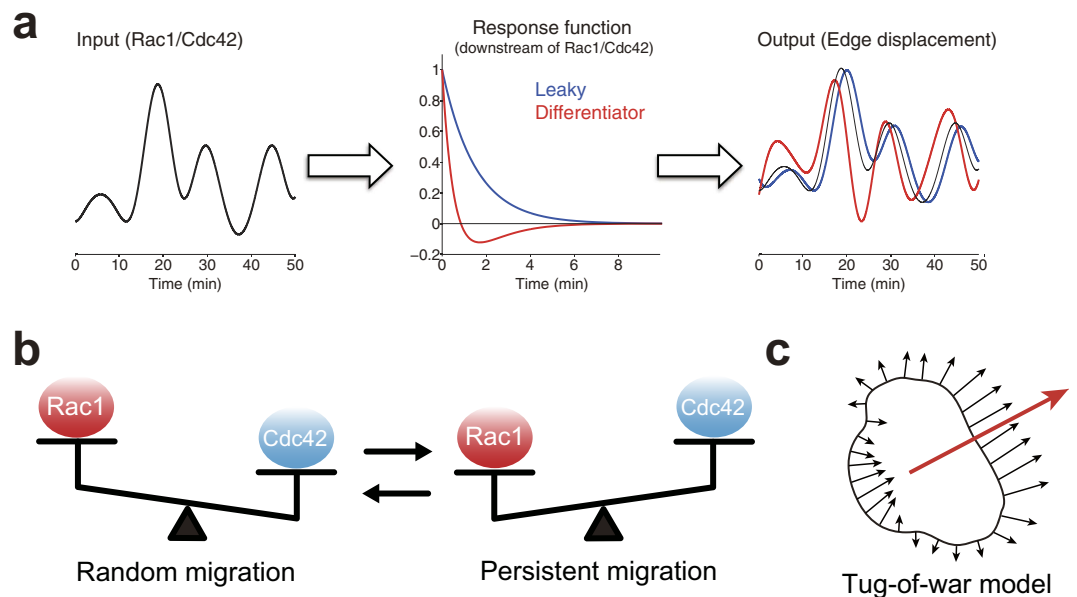 a
Input (Rac1/Cdc42)
0 10 20 30 40 50
Time (min)
Response function
(downstream of Rac1/Cdc42)
Leaky
Differentiator
1
0.8
0.6
0.4
0.2
0
−0.2
0 2 4 6 8
Time (min)
Output (Edge displacement)
0 10 20 30 40 50
Time (min)
b
Rac1
Cdc42
Random migration
Rac1
Cdc42
Persistent migration
c
Tug-of-war model